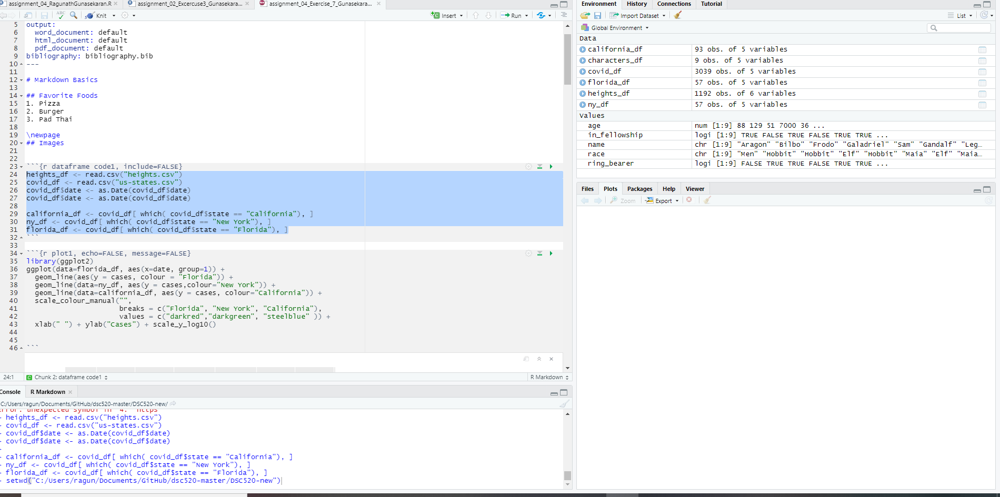 assignment_04_RagunathGunasekaran.R
assignment_02_Excercuse3_Gunasekara...
assignment_04_Exercise_7_Gunasekara...
ABC
Knit
Insert
Run
5 output:
6   word_document: default
7   html_document: default
8   pdf_document: default
9 bibliography: bibliography.bib
10 ---
11
12 # Markdown Basics
13
14 ## Favorite Foods
15 1. Pizza
16 2. Burger
17 3. Pad Thai
18
19 \newpage
20 ## Images
21
22
23 ```{r dataframe code1, include=FALSE}
24 heights_df <- read.csv("heights.csv")
25 covid_df <- read.csv("us-states.csv")
26 covid_df$date <- as.Date(covid_df$date)
27 covid_df$date <- as.Date(covid_df$date)
28
29 california_df <- covid_df[ which( covid_df$state == "California"), ]
30 ny_df <- covid_df[ which( covid_df$state == "New York"), ]
31 florida_df <- covid_df[ which( covid_df$state == "Florida"), ]
32 ```
33
34 ```{r plot1, echo=FALSE, message=FALSE}
35 library(ggplot2)
36 ggplot(data=florida_df, aes(x=date, group=1)) +
37   geom_line(aes(y = cases, colour = "Florida")) +
38   geom_line(data=ny_df, aes(y = cases,colour="New York")) +
39   geom_line(data=california_df, aes(y = cases, colour="California")) +
40   scale_colour_manual("",
41                       breaks = c("Florida", "New York", "California"),
42                       values = c("darkred","darkgreen", "steelblue" )) +
43   xlab(" ") + ylab("Cases") + scale_y_log10()
44
45
46 ```
24:1 Chunk 2: dataframe code1 R Markdown
Console R Markdown
C:/Users/ragun/Documents/GitHub/dsc520-master/DSC520-new/
Error: unexpected symbol in "4. https"
> heights_df <- read.csv("heights.csv")
> covid_df <- read.csv("us-states.csv")
> covid_df$date <- as.Date(covid_df$date)
> covid_df$date <- as.Date(covid_df$date)
>
> california_df <- covid_df[ which( covid_df$state == "California"), ]
> ny_df <- covid_df[ which( covid_df$state == "New York"), ]
> florida_df <- covid_df[ which( covid_df$state == "Florida"), ]
> setwd("C:/Users/ragun/Documents/GitHub/dsc520-master/DSC520-new")
Environment History Connections Tutorial
Import Dataset List
Global Environment
Data
california_df 93 obs. of 5 variables
characters_df 9 obs. of 5 variables
covid_df 3039 obs. of 5 variables
florida_df 57 obs. of 5 variables
heights_df 1192 obs. of 6 variables
ny_df 57 obs. of 5 variables
Values
age num [1:9] 88 129 51 7000 36 ...
in_fellowship logi [1:9] TRUE FALSE TRUE FALSE TRUE TRUE ...
name chr [1:9] "Aragon" "Bilbo" "Frodo" "Galadriel" "Sam" "Gandalf" "Leg...
race chr [1:9] "Men" "Hobbit" "Hobbit" "Elf" "Hobbit" "Maia" "Elf" "Maia...
ring_bearer logi [1:9] FALSE TRUE TRUE FALSE TRUE ...
Files Plots Packages Help Viewer
Zoom Export